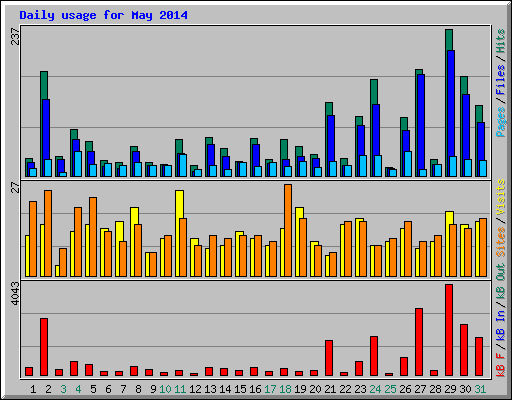 Daily usage for May 2014
237
Pages / Files / Hits
27
Sites / Visits
4043
kB F / kB In / kB Out
1 2 3 4 5 6 7 8 9 10 11 12 13 14 15 16 17 18 19 20 21 22 23 24 25 26 27 28 29 30 31